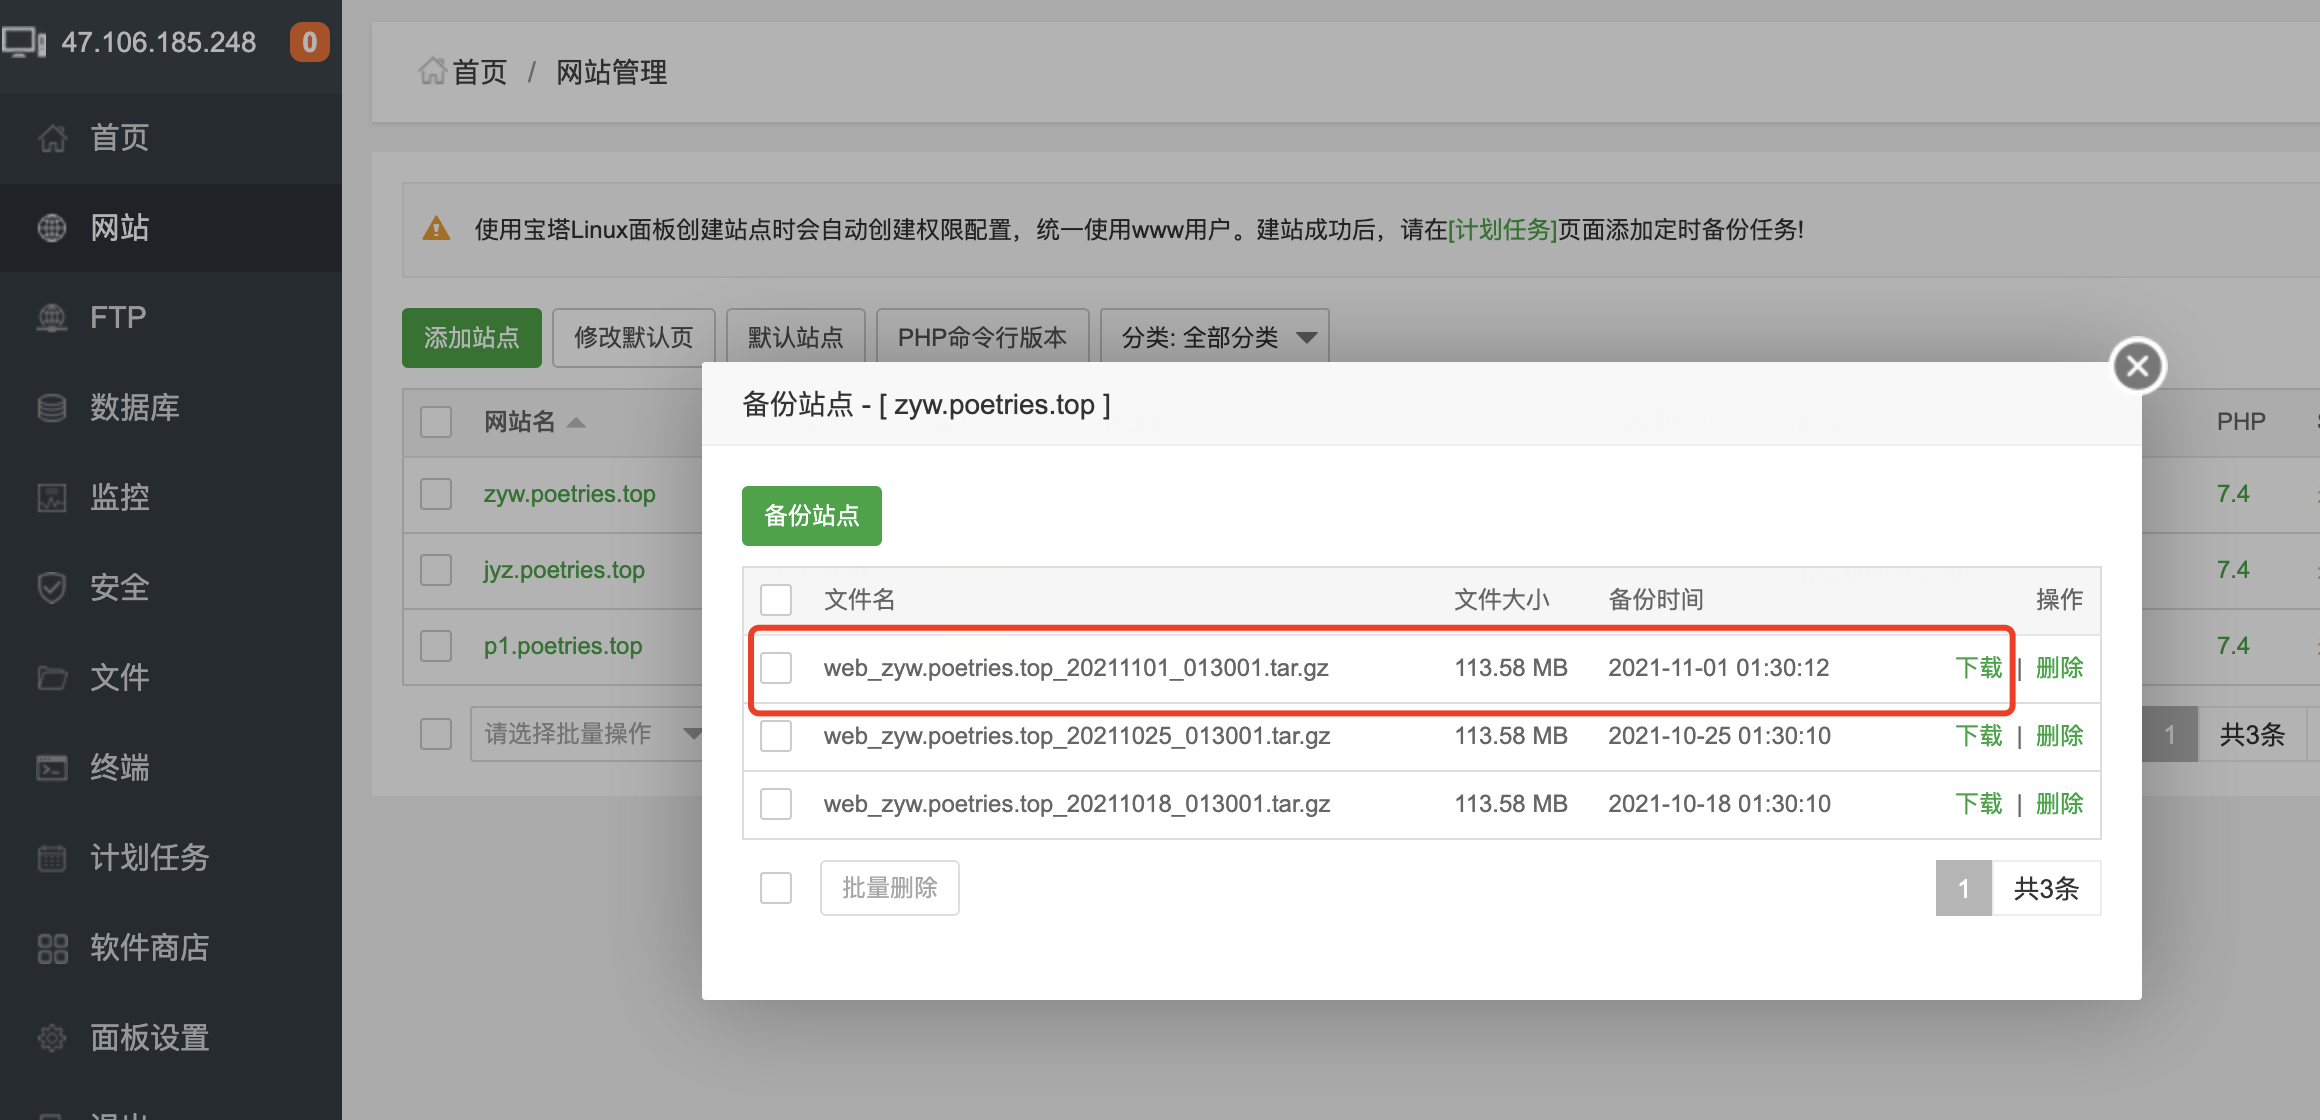 47.106.185.248 0
首页
网站
FTP
数据库
监控
安全
文件
终端
计划任务
软件商店
面板设置
首页 / 网站管理
使用宝塔Linux面板创建站点时会自动创建权限配置，统一使用www用户。建站成功后，请在[计划任务]页面添加定时备份任务!
添加站点 修改默认页 默认站点 PHP命令行版本 分类: 全部分类
网站名 PHP
zyw.poetries.top 7.4
jyz.poetries.top 7.4
p1.poetries.top 7.4
请选择批量操作 1 共3条
备份站点 - [ zyw.poetries.top ]
备份站点
文件名 文件大小 备份时间 操作
web_zyw.poetries.top_20211101_013001.tar.gz 113.58 MB 2021-11-01 01:30:12 下载 | 删除
web_zyw.poetries.top_20211025_013001.tar.gz 113.58 MB 2021-10-25 01:30:10 下载 | 删除
web_zyw.poetries.top_20211018_013001.tar.gz 113.58 MB 2021-10-18 01:30:10 下载 | 删除
批量删除 1 共3条